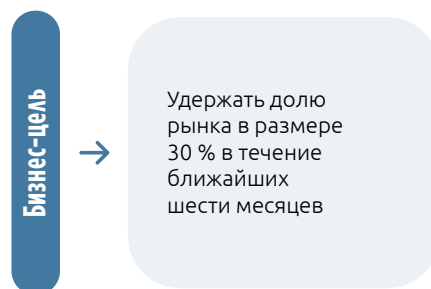 Бизнес-цель
Удержать долю
рынка в размере
30 % в течение
ближайших
шести месяцев